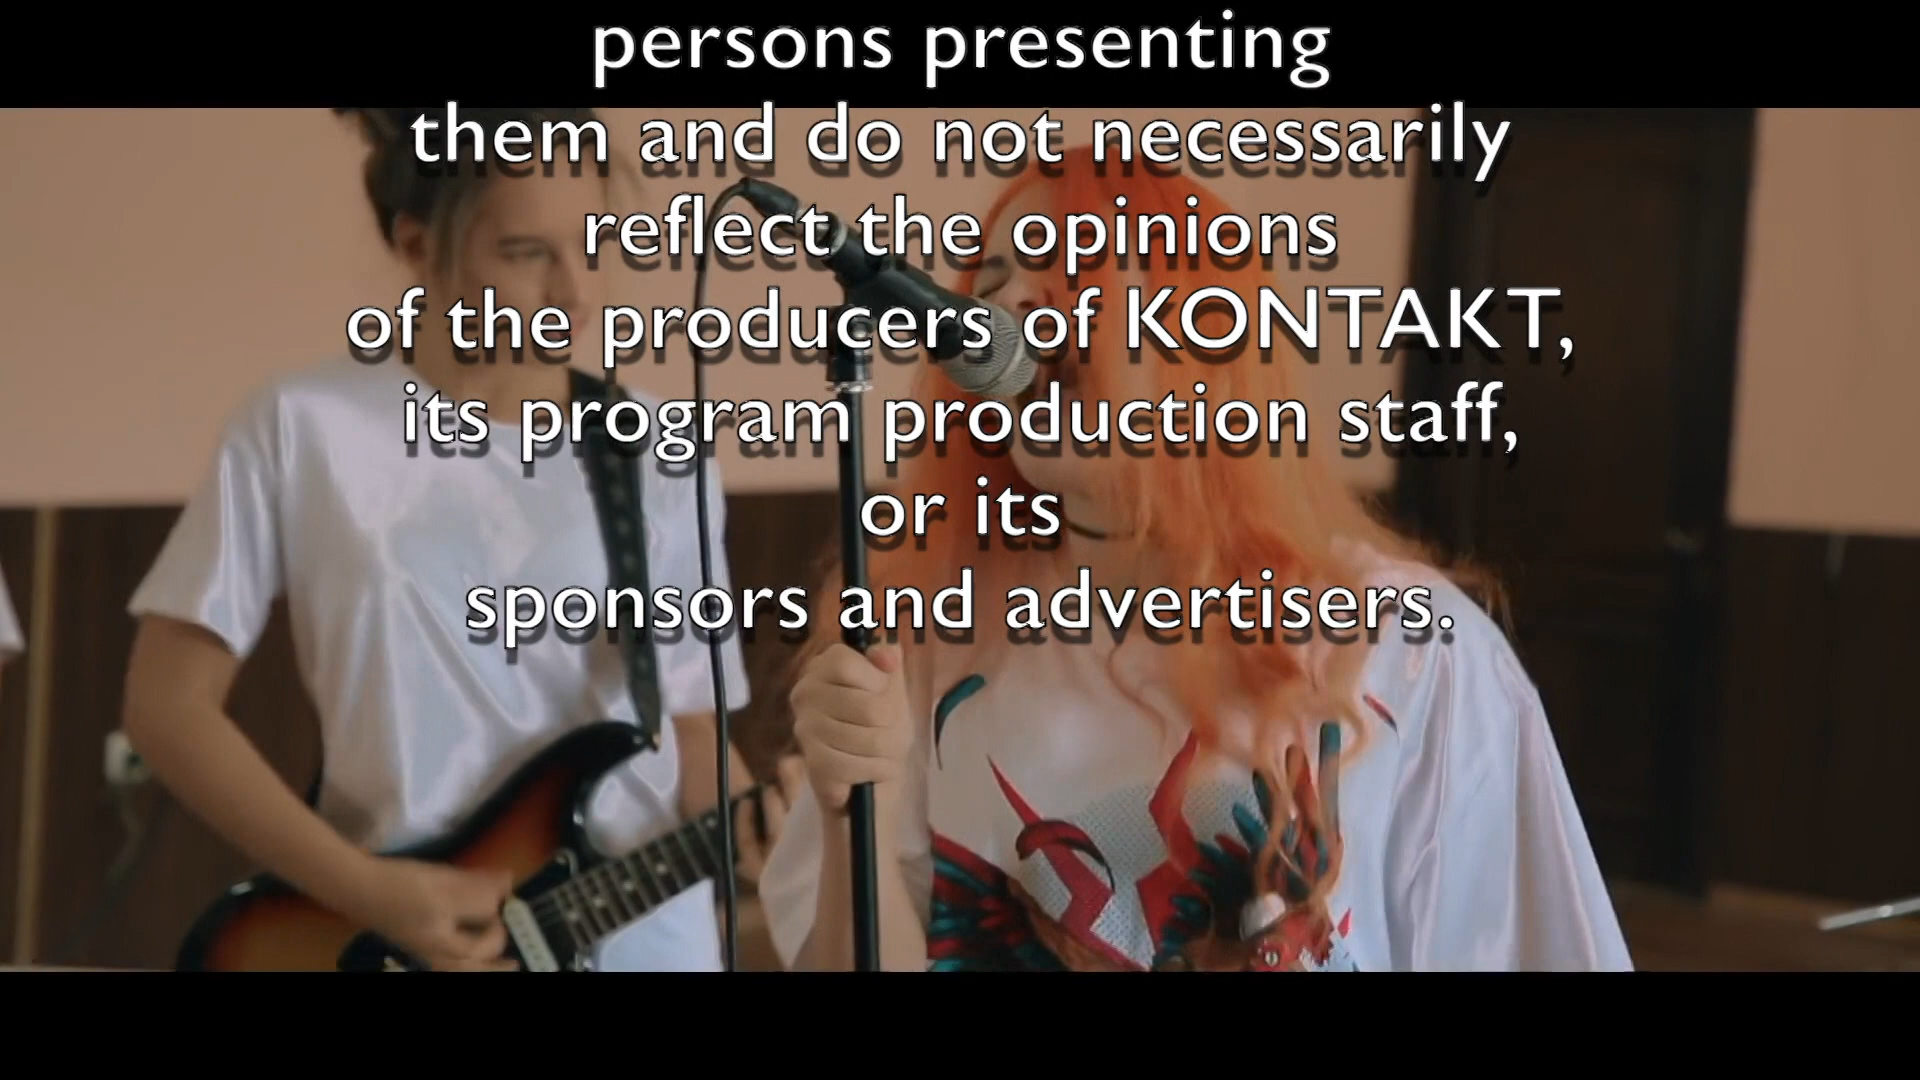 persons presenting
them and do not necessarily
reflect the opinions
of the producers of KONTAKT,
its program production staff,
or its
sponsors and advertisers.